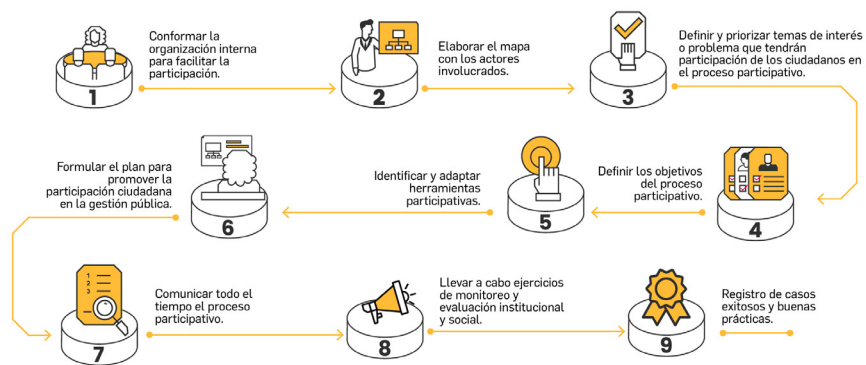 Conformar la
organización interna
para facilitar la
participación.
1
Elaborar el mapa
con los actores
involucrados.
2
Definir y priorizar temas de interés
o problema que tendrán
participación de los ciudadanos en
el proceso participativo.
3
Definir los objetivos
del proceso
participativo.
4
Identificar y adaptar
herramientas
participativas.
5
Formular el plan para
promover la
participación ciudadana
en la gestión pública.
6
1
2
3
Comunicar todo el
tiempo el proceso
participativo.
7
Llevar a cabo ejercicios
de monitoreo y
evaluación institucional
y social.
8
Registro de casos
exitosos y buenas
prácticas.
9